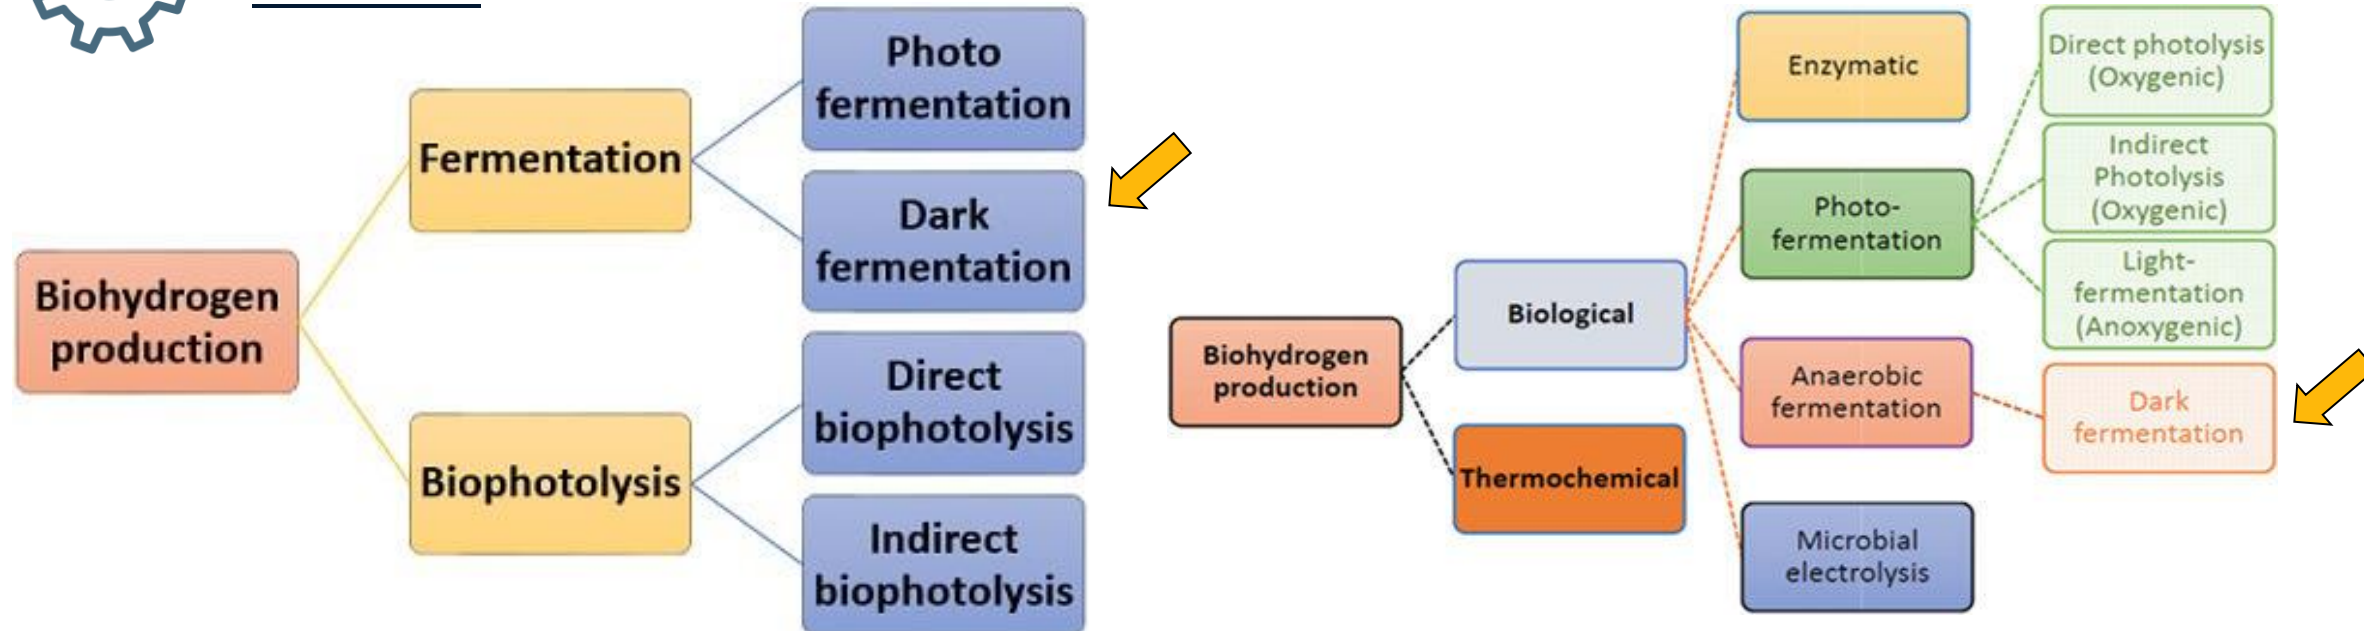 Biohydrogen
production
Fermentation
Biophotolysis
Photo
fermentation
Dark
fermentation
Direct
biophotolysis
Indirect
biophotolysis
Biohydrogen
production
Biological
Thermochemical
Enzymatic
Photo-
fermentation
Anaerobic
fermentation
Microbial
electrolysis
Direct photolysis
(Oxygenic)
Indirect
Photolysis
(Oxygenic)
Light-
fermentation
(Anoxygenic)
Dark
fermentation